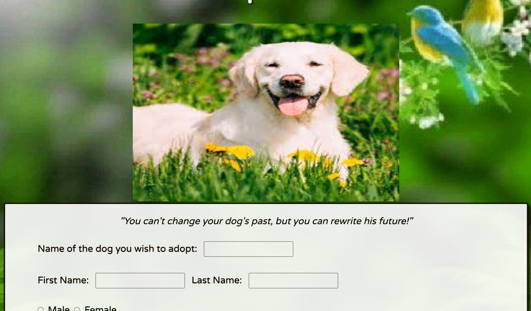 "You can't change your dog's past, but you can rewrite his future!"
Name of the dog you wish to adopt:
First Name: Last Name:
Male Female